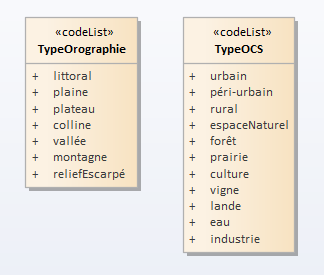 «codeList»
TypeOrographie
+ littoral
+ plaine
+ plateau
+ colline
+ vallée
+ montagne
+ reliefEscarpé
«codeList»
TypeOCS
+ urbain
+ péri-urbain
+ rural
+ espaceNaturel
+ forêt
+ prairie
+ culture
+ vigne
+ lande
+ eau
+ industrie